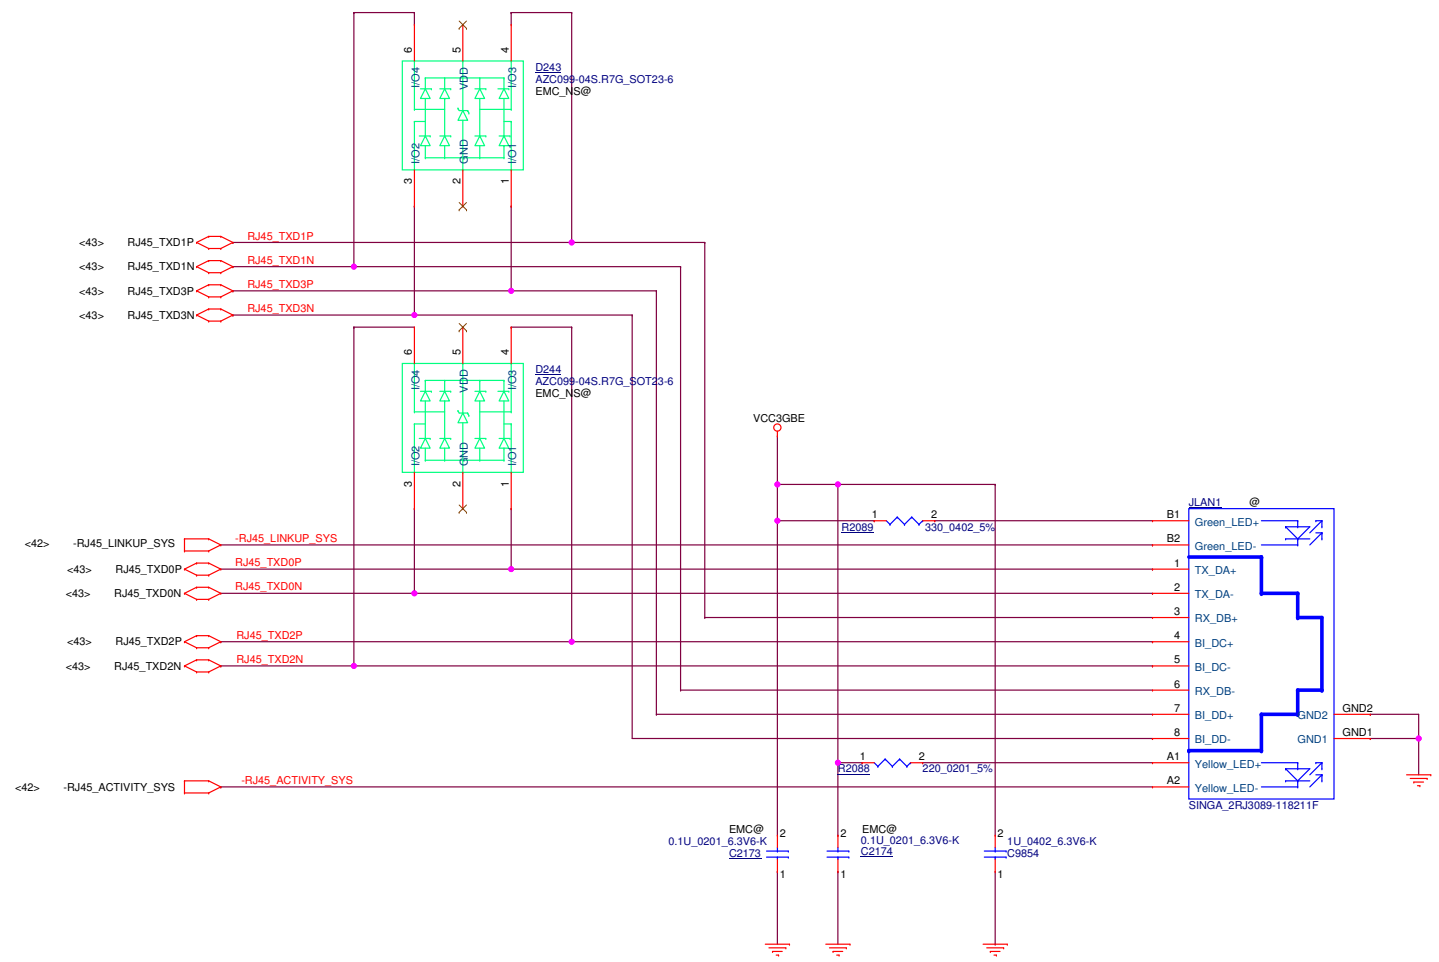 6
5
4
I/O4
VDD
I/O3
I/O2
GND
I/O1
3
2
1
D243
AZC099-04S.R7G_SOT23-6
EMC_NS@
<43> RJ45_TXD1P RJ45_TXD1P
<43> RJ45_TXD1N RJ45_TXD1N
<43> RJ45_TXD3P RJ45_TXD3P
<43> RJ45_TXD3N RJ45_TXD3N
6
5
4
I/O4
VDD
I/O3
I/O2
GND
I/O1
3
2
1
D244
AZC099-04S.R7G_SOT23-6
EMC_NS@
VCC3GBE
<42> -RJ45_LINKUP_SYS -RJ45_LINKUP_SYS
<43> RJ45_TXD0P RJ45_TXD0P
<43> RJ45_TXD0N RJ45_TXD0N
<43> RJ45_TXD2P RJ45_TXD2P
<43> RJ45_TXD2N RJ45_TXD2N
<42> -RJ45_ACTIVITY_SYS -RJ45_ACTIVITY_SYS
1 2
R2089 330_0402_5%
1 2
R2088 220_0201_5%
JLAN1 @
B1 Green_LED+
B2 Green_LED-
1 TX_DA+
2 TX_DA-
3 RX_DB+
4 BI_DC+
5 BI_DC-
6 RX_DB-
7 BI_DD+
8 BI_DD-
A1 Yellow_LED+
A2 Yellow_LED-
GND2 GND2
GND1 GND1
SINGA_2RJ3089-118211F
EMC@ 2
0.1U_0201_6.3V6-K
C2173
1
2 EMC@
0.1U_0201_6.3V6-K
C2174
1
2 1U_0402_6.3V6-K
C9854
1